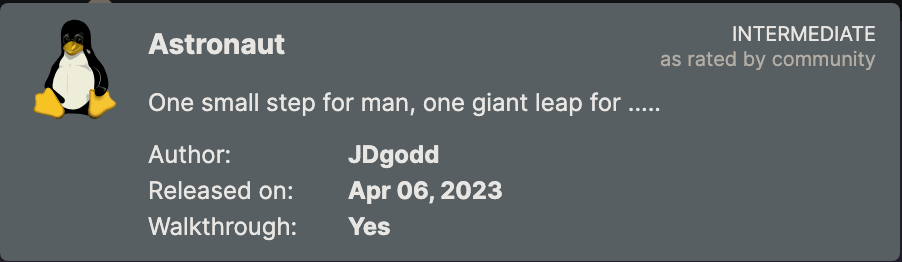 Astronaut
INTERMEDIATE
as rated by community
One small step for man, one giant leap for .....
Author: JDgodd
Released on: Apr 06, 2023
Walkthrough: Yes